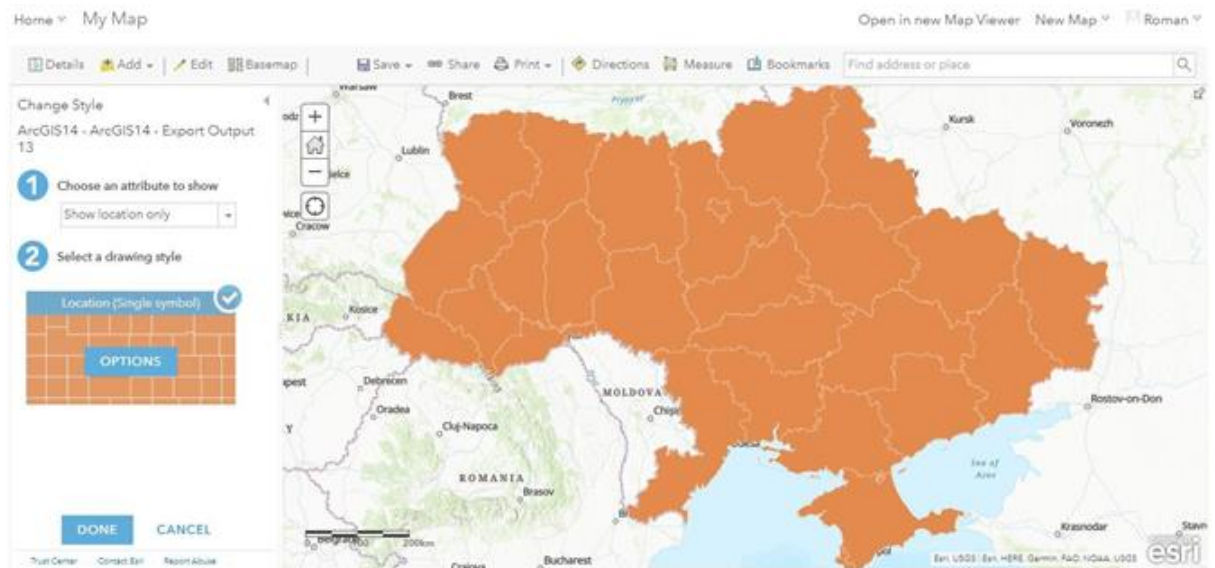 Home My Map Open in new Map Viewer New Map Roman
Details Add Edit Basemap Save Share Print Directions Measure Bookmarks Find address or place
Change Style
ArcGIS14 - ArcGIS14 - Export Output
13
1 Choose an attribute to show
Show location only
2 Select a drawing style
Location (Single symbol)
OPTIONS
DONE CANCEL
Trust Center Contact Esri Report Abuse
Brest
Kursk
Voronezh
Lublin
Cracow
Kosice
Debrecen
MOLDOVA
Oradea
Cluj-Napoca
Rostov-on-Don
ROMANIA
Brasov
Sea of
Azov
200km
Krasnodar
Bucharest
Esri, USGS | Esri, HERE, Garmin, FAO, NOAA, USGS
esri